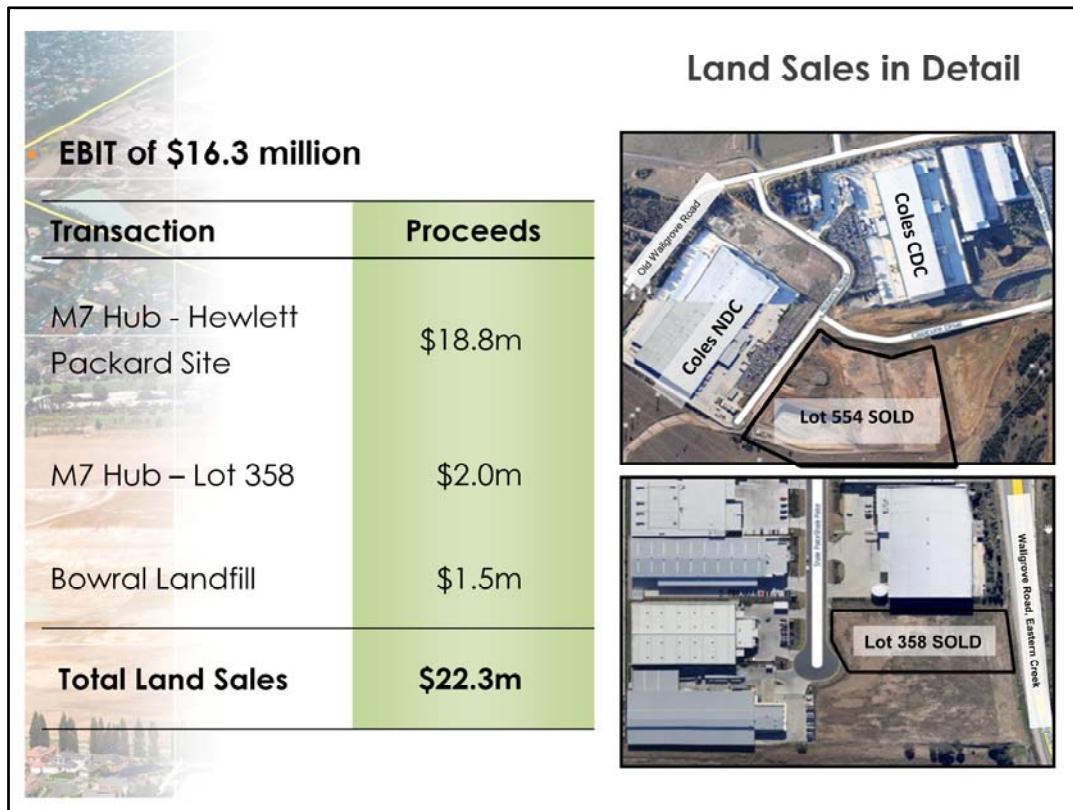 Land Sales in Detail
EBIT of $16.3 million
Transaction Proceeds
M7 Hub - Hewlett
Packard Site
$18.8m
M7 Hub – Lot 358 $2.0m
Bowral Landfill $1.5m
Total Land Sales $22.3m
Old Wallgrove Road
Coles NDC
Coles CDC
Lot 554 SOLD
Lot 358 SOLD
Wallgrove Road, Eastern Creek